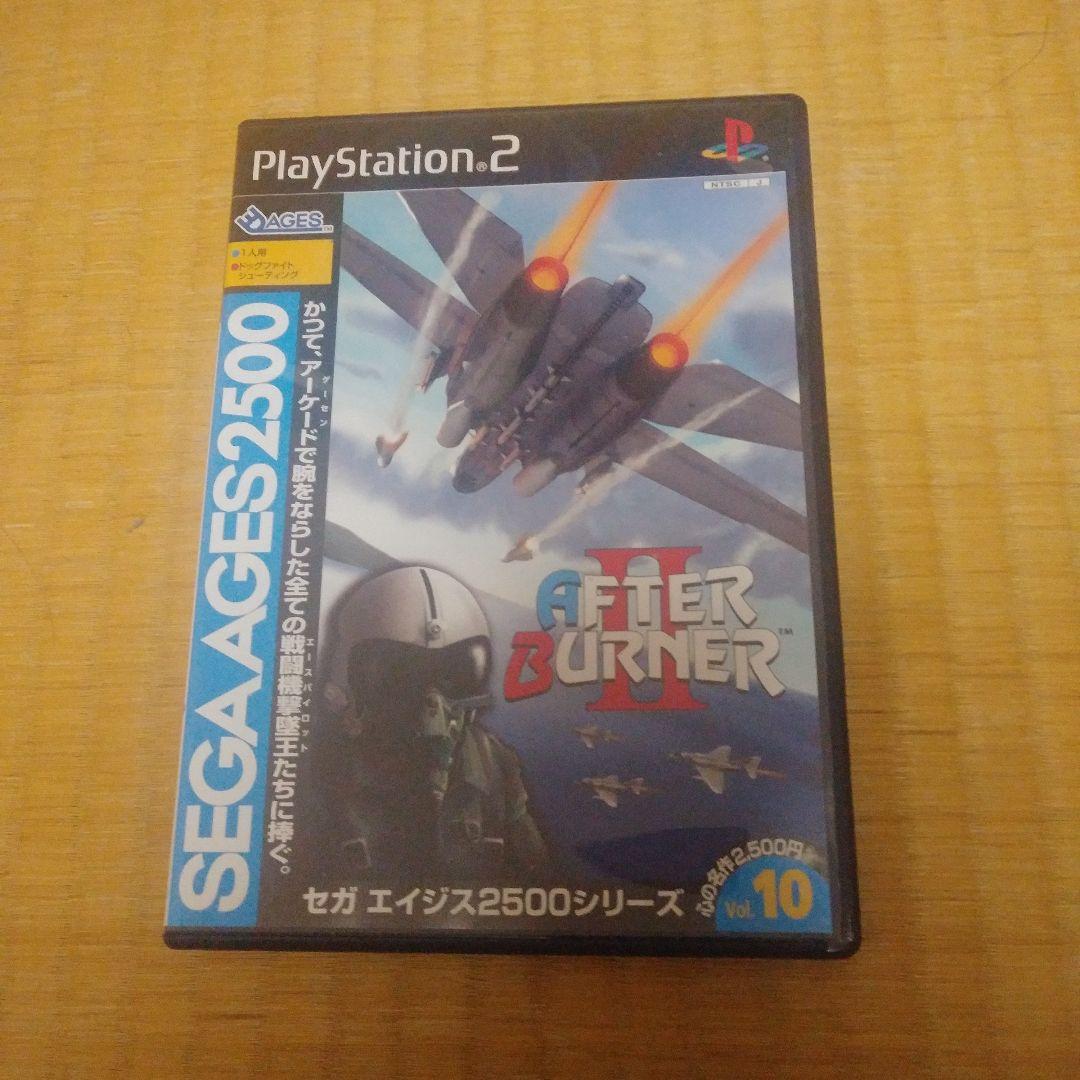 PlayStation®2
NTSC J
3D AGES™
●1人用
●ドッグファイト
シューティング
SEGA AGES 2500
かつて、アーケードで腕をならした全ての戦闘機撃墜王たちに捧ぐ。
ゲーセン
エースパイロット
AFTER
BURNER™
II
セガ エイジス2500シリーズ
心の名作2,500円
Vol. 10